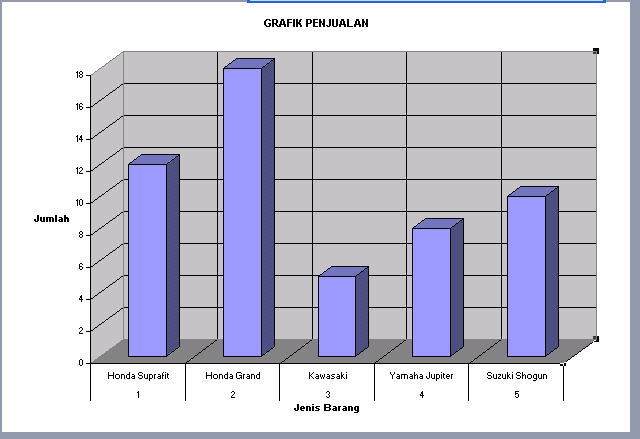 GRAFIK PENJUALAN
18
16
14
12
10
8
6
4
2
0
Jumlah
Honda Suprafit
Honda Grand
Kawasaki
Yamaha Jupiter
Suzuki Shogun
1
2
3
4
5
Jenis Barang